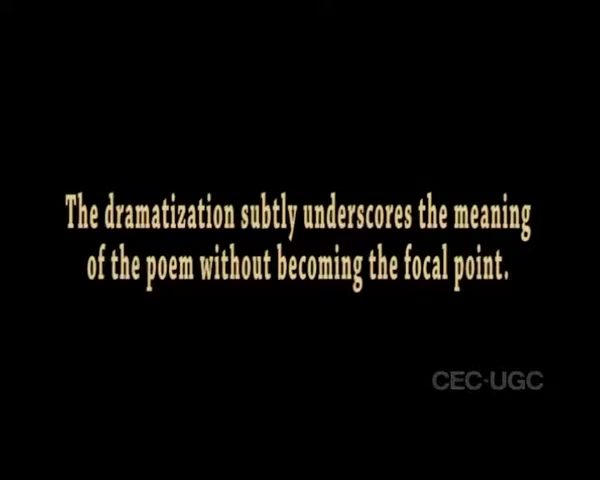 The dramatization subtly underscores the meaning
of the poem without becoming the focal point.
CEC-UGC